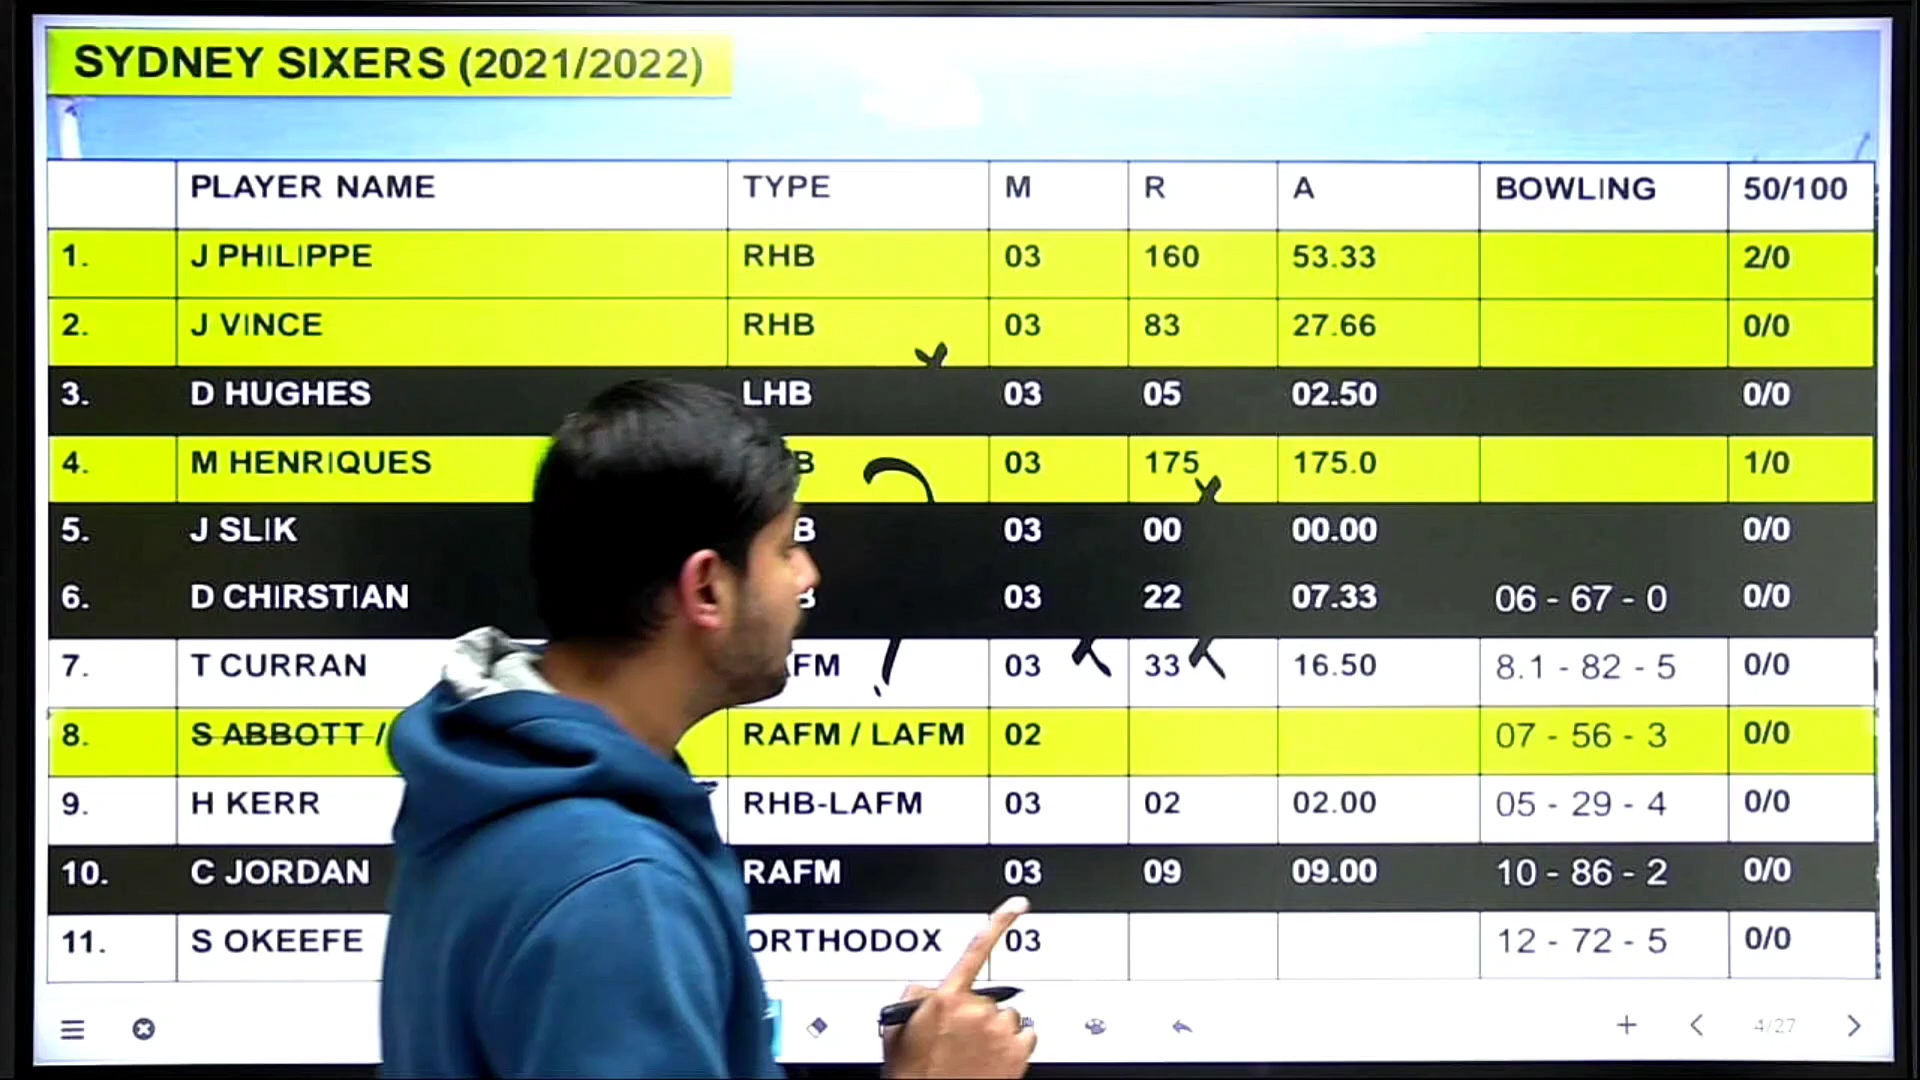 SYDNEY SIXERS (2021/2022)
PLAYER NAME TYPE M R A BOWLING 50/100
1. J PHILIPPE RHB 03 160 53.33 2/0
2. J VINCE RHB 03 83 27.66 0/0
3. D HUGHES LHB 03 05 02.50 0/0
4. M HENRIQUES B 03 175 175.0 1/0
5. J SLIK B 03 00 00.00 0/0
6. D CHIRSTIAN B 03 22 07.33 06 - 67 - 0 0/0
7. T CURRAN FM 03 33 16.50 8.1 - 82 - 5 0/0
8. S ABBOTT / RAFM / LAFM 02 07 - 56 - 3 0/0
9. H KERR RHB-LAFM 03 02 02.00 05 - 29 - 4 0/0
10. C JORDAN RAFM 03 09 09.00 10 - 86 - 2 0/0
11. S OKEEFE ORTHODOX 03 12 - 72 - 5 0/0
4/27